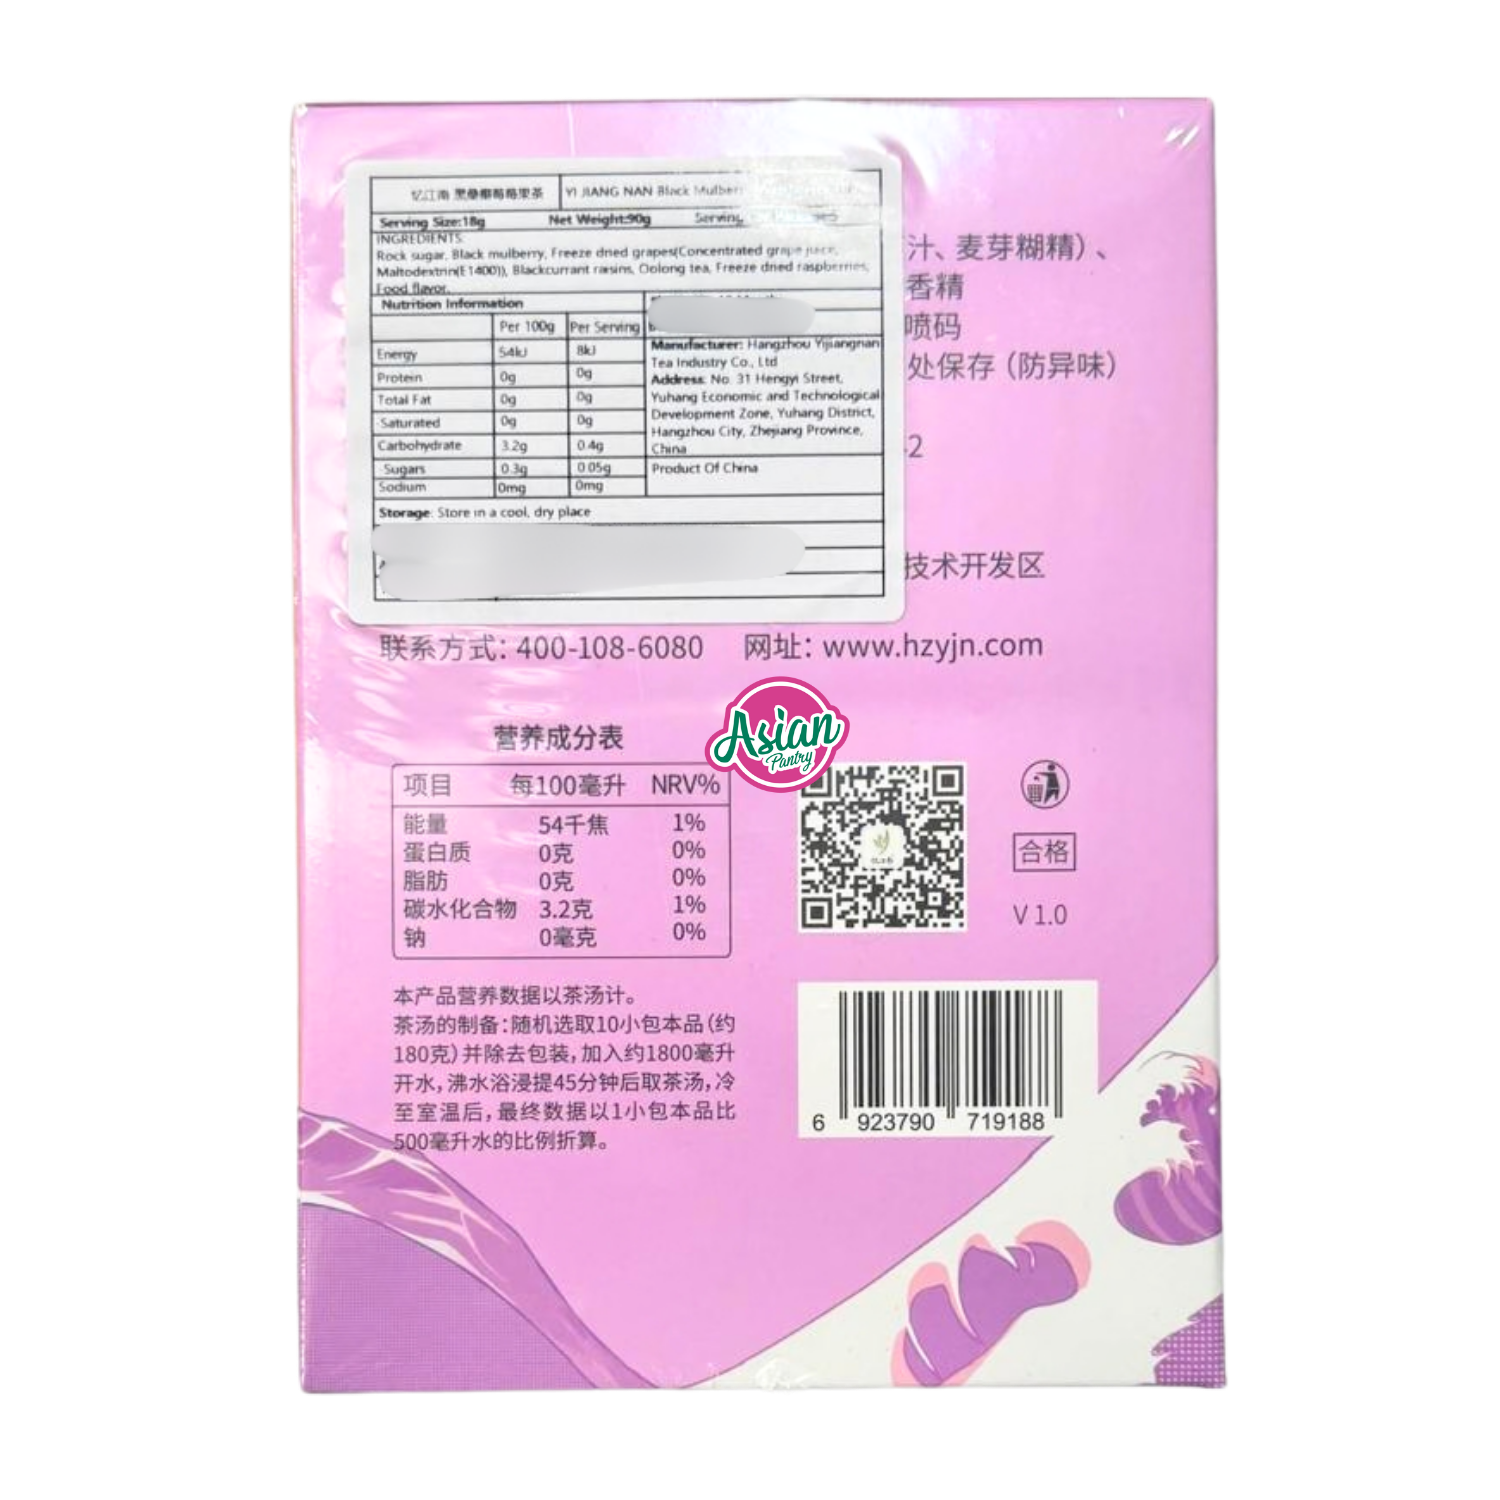 忆江南 黑桑椹葡萄果茶
YI JIANG NAN Black Mulberr
Serving Size:18g Net Weight:90g Serving
INGREDIENTS:
Rock sugar, Black mulberry, Freeze dried grapes(Concentrated grape juice,
Maltodextrin(E1400)), Blackcurrant raisins, Oolong tea, Freeze dried raspberries,
Food flavor.
Nutrition Information
Per 100g Per Serving
Energy 54kJ 8kJ
Protein 0g 0g
Total Fat 0g 0g
-Saturated 0g 0g
Carbohydrate 3.2g 0.4g
-Sugars 0.3g 0.05g
Sodium 0mg 0mg
Manufacturer: Hangzhou Yijiangnan
Tea Industry Co., Ltd
Address: No. 31 Hengyi Street,
Yuhang Economic and Technological
Development Zone, Yuhang District,
Hangzhou City, Zhejiang Province,
China
Product Of China
Storage: Store in a cool, dry place
汁、麦芽糊精）、
香精
喷码
处保存（防异味）
-2
技术开发区
联系方式：400-108-6080 网址：www.hzyjn.com
Asian
Pantry
营养成分表
项目 每100毫升 NRV%
能量 54千焦 1%
蛋白质 0克 0%
脂肪 0克 0%
碳水化合物 3.2克 1%
钠 0毫克 0%
合格
V 1.0
本产品营养数据以茶汤计。
茶汤的制备：随机选取10小包本品（约
180克）并除去包装，加入约1800毫升
开水，沸水浴浸提45分钟后取茶汤，冷
至室温后，最终数据以1小包本品比
500毫升水的比例折算。
6 923790 719188